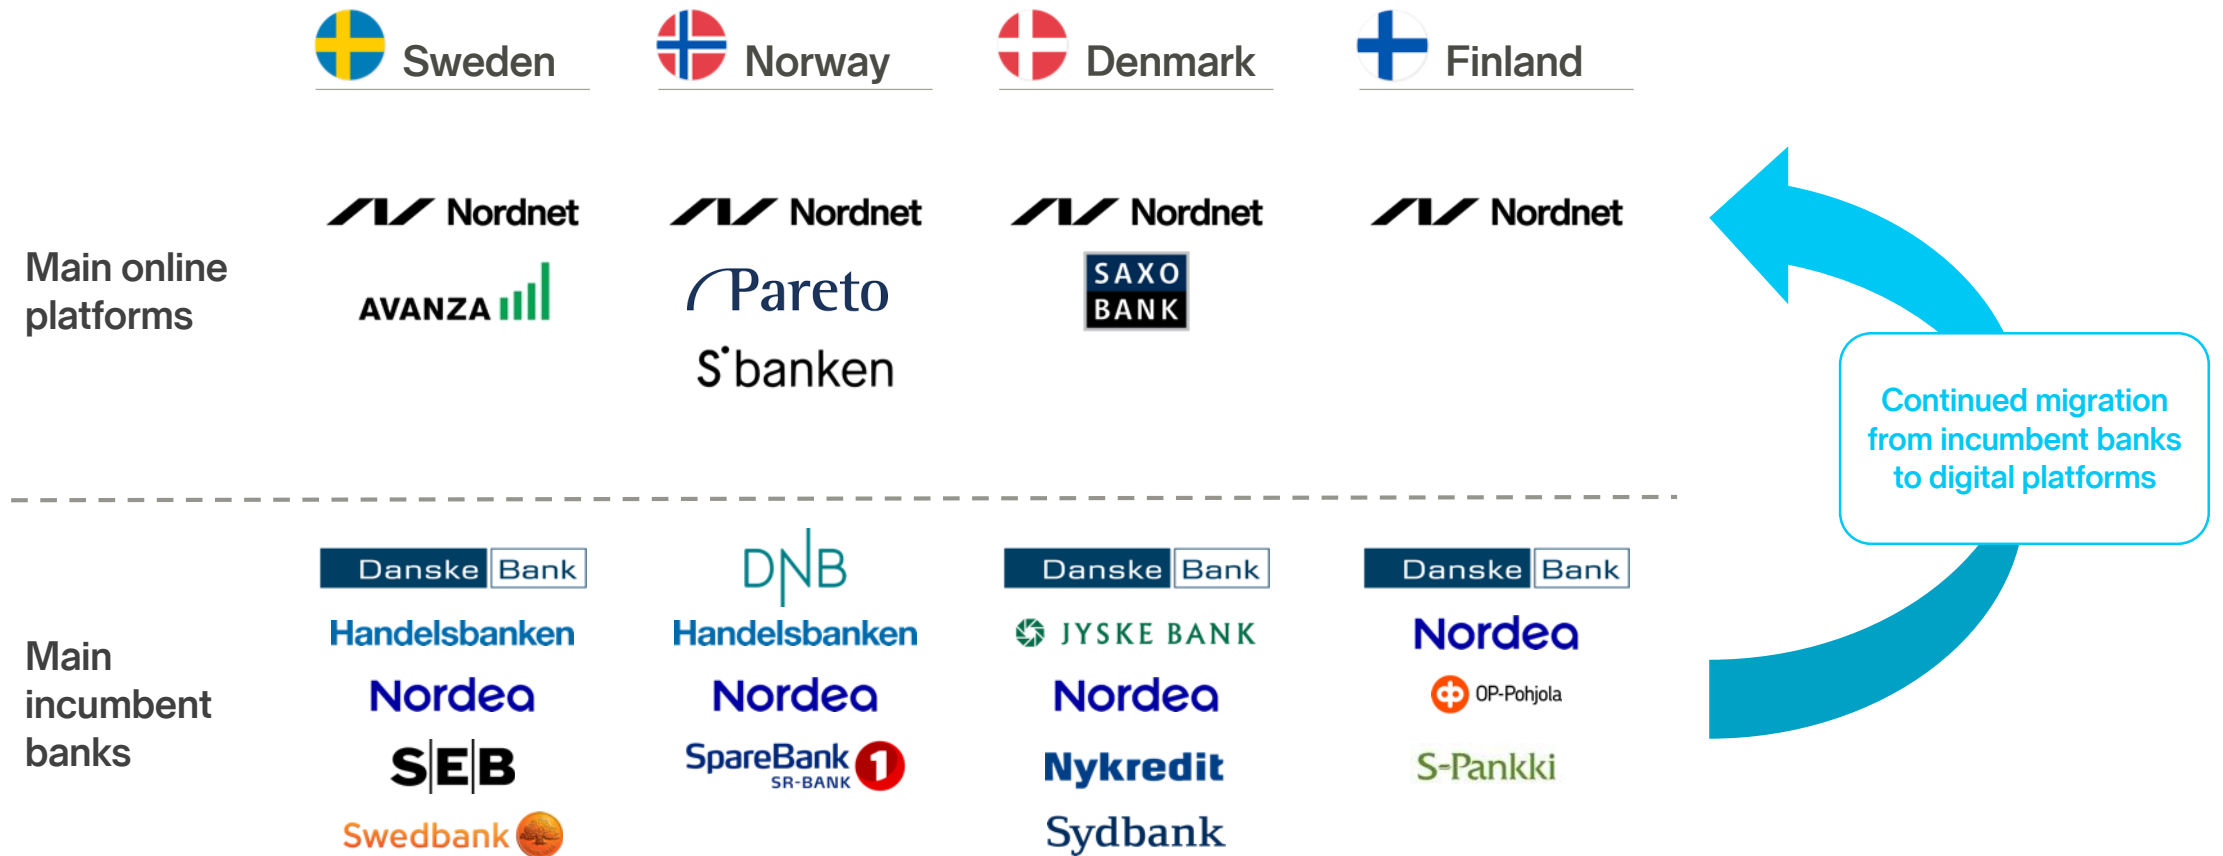 Sweden
Norway
Denmark
Finland
Main online
platforms
Nordnet
Nordnet
Nordnet
Nordnet
AVANZA
Pareto
SAXO
BANK
S'banken
Continued migration
from incumbent banks
to digital platforms
Main
incumbent
banks
Danske Bank
DNB
Danske Bank
Danske Bank
Handelsbanken
Handelsbanken
JYSKE BANK
Nordea
Nordea
Nordea
Nordea
OP-Pohjola
SEB
SpareBank 1
SR-BANK
Nykredit
S-Pankki
Swedbank
Sydbank